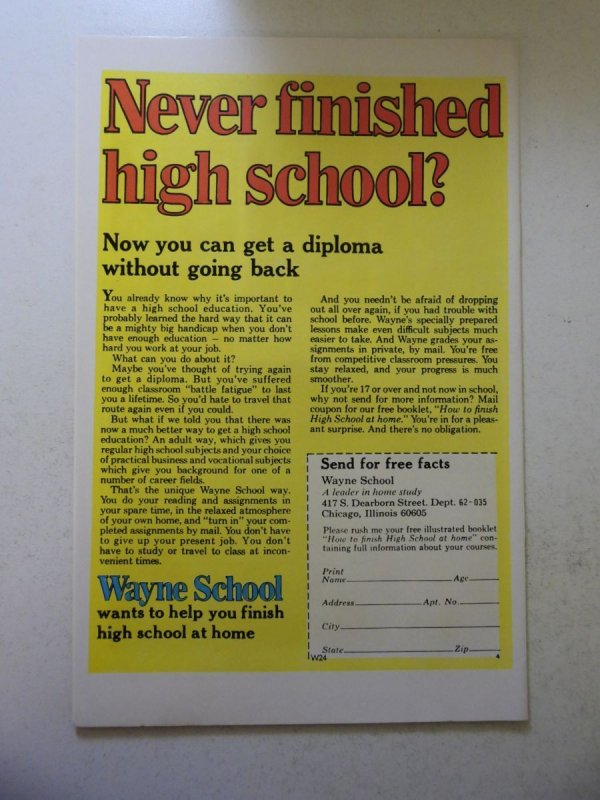 Never finished
high school?
Now you can get a diploma
without going back
You already know why it's important to
have a high school education. You've
probably learned the hard way that it can
be a mighty big handicap when you don't
have enough education — no matter how
hard you work at your job.
What can you do about it?
Maybe you've thought of trying again
to get a diploma. But you've suffered
enough classroom "battle fatigue" to last
you a lifetime. So you'd hate to travel that
route again even if you could.
But what if we told you that there was
now a much better way to get a high school
education? An adult way, which gives you
regular high school subjects and your choice
of practical business and vocational subjects
which give you background for one of a
number of career fields.
That's the unique Wayne School way.
You do your reading and assignments in
your spare time, in the relaxed atmosphere
of your own home, and "turn in" your com-
pleted assignments by mail. You don't have
to give up your present job. You don't
have to study or travel to class at incon-
venient times.
Wayne School
wants to help you finish
high school at home
And you needn't be afraid of dropping
out all over again, if you had trouble with
school before. Wayne's specially prepared
lessons make even difficult subjects much
easier to take. And Wayne grades your as-
signments in private, by mail. You're free
from competitive classroom pressures. You
stay relaxed, and your progress is much
smoother.
If you're 17 or over and not now in school,
why not send for more information? Mail
coupon for our free booklet, "How to finish
High School at home." You're in for a pleas-
ant surprise. And there's no obligation.
Send for free facts
Wayne School
A leader in home study
417 S. Dearborn Street. Dept. 62-035
Chicago, Illinois 60605
Please rush me your free illustrated booklet
"How to finish High School at home" con-
taining full information about your courses.
Print
Name Age
Address Apt. No.
City
State Zip
W24 4